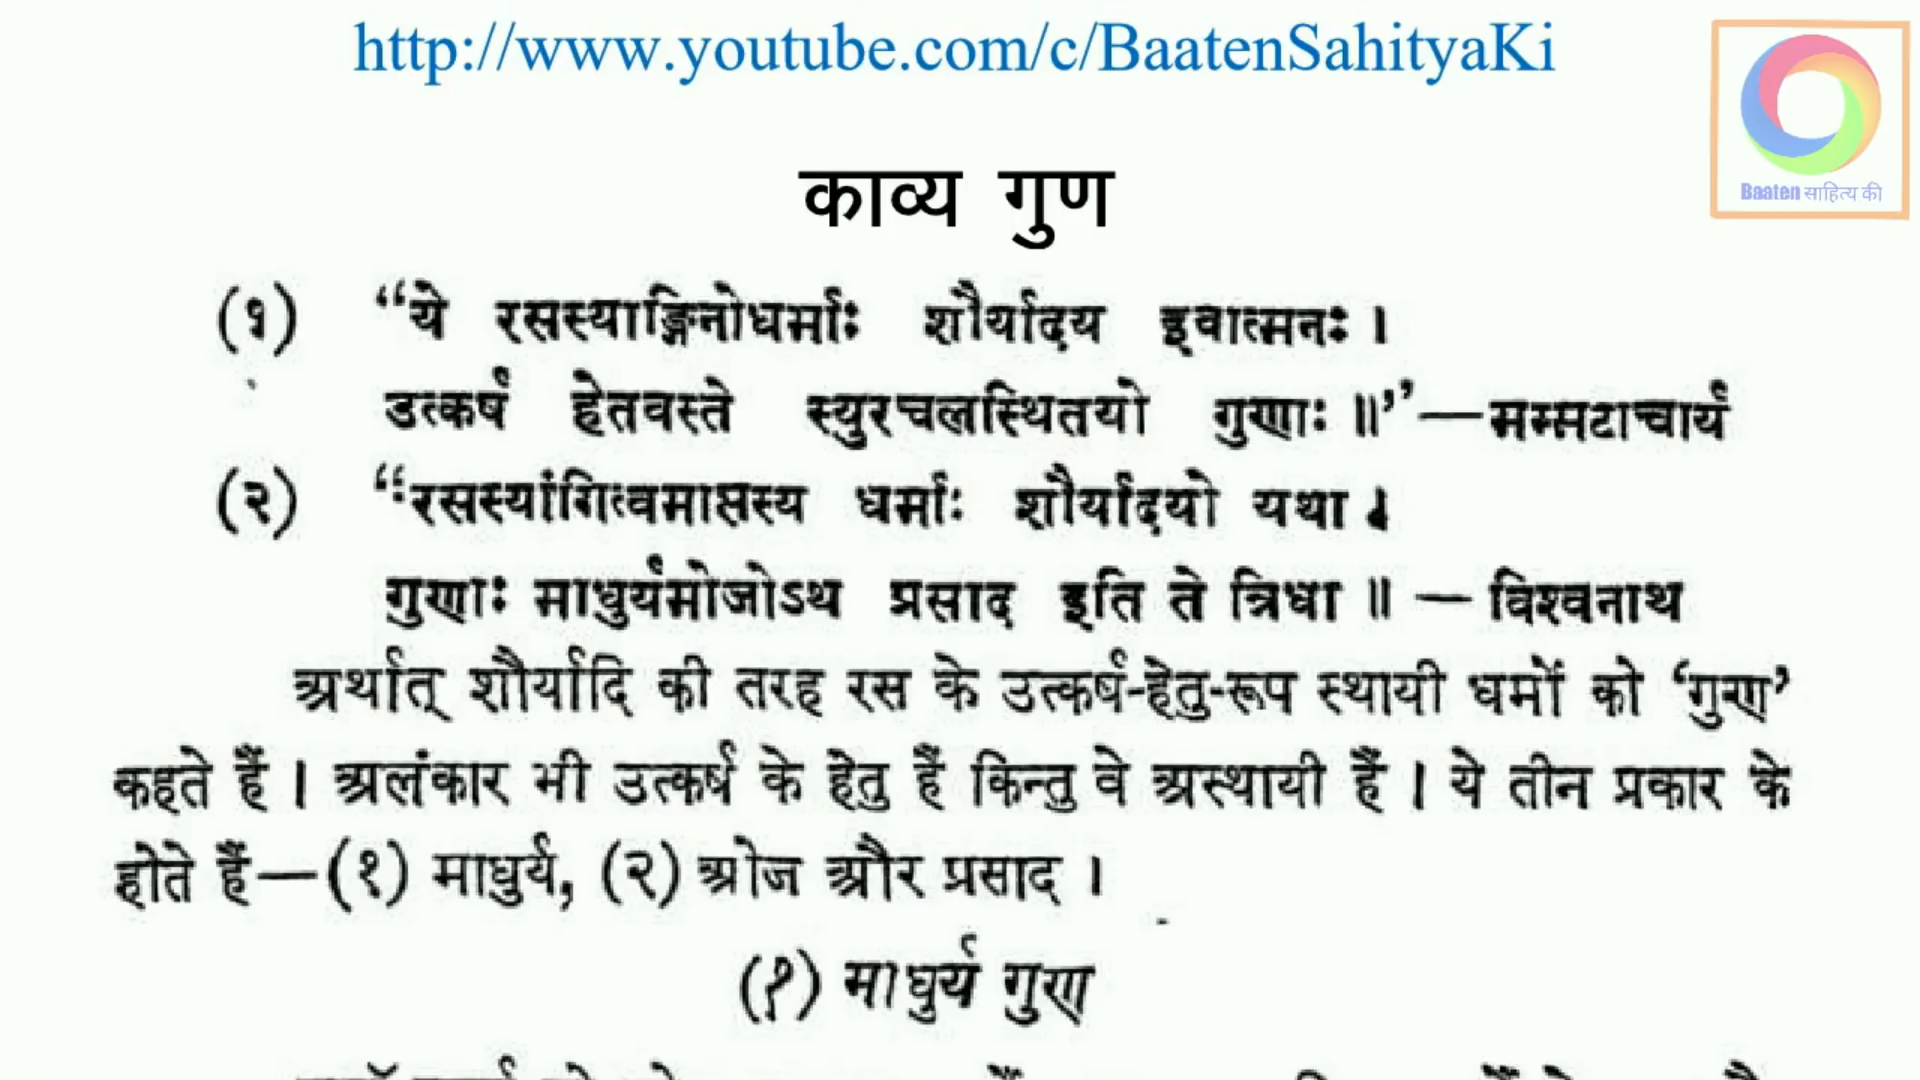 http://www.youtube.com/c/BaatenSahityaKi
Baaten साहित्य की
काव्य गुण
(१) “ये रसस्याङ्गिनोधर्माः शौर्यादय इवात्मनः ।
उत्कर्षं हेतवस्ते स्युरचलस्थितयो गुणाः ॥”—मम्मटाचार्य
(२) “रसस्यांगित्वमाप्तस्य धर्माः शौर्यादयो यथा ।
गुणाः माधुर्यमोजोऽथ प्रसाद इति ते त्रिधा ॥ — विश्वनाथ
अर्थात् शौर्यादि की तरह रस के उत्कर्ष-हेतु-रूप स्थायी धर्मों को ‘गुण’
कहते हैं । अलंकार भी उत्कर्ष के हेतु हैं किन्तु वे अस्थायी हैं । ये तीन प्रकार के
होते हैं—(१) माधुर्य, (२) ओज और प्रसाद ।
(१) माधुर्य गुण